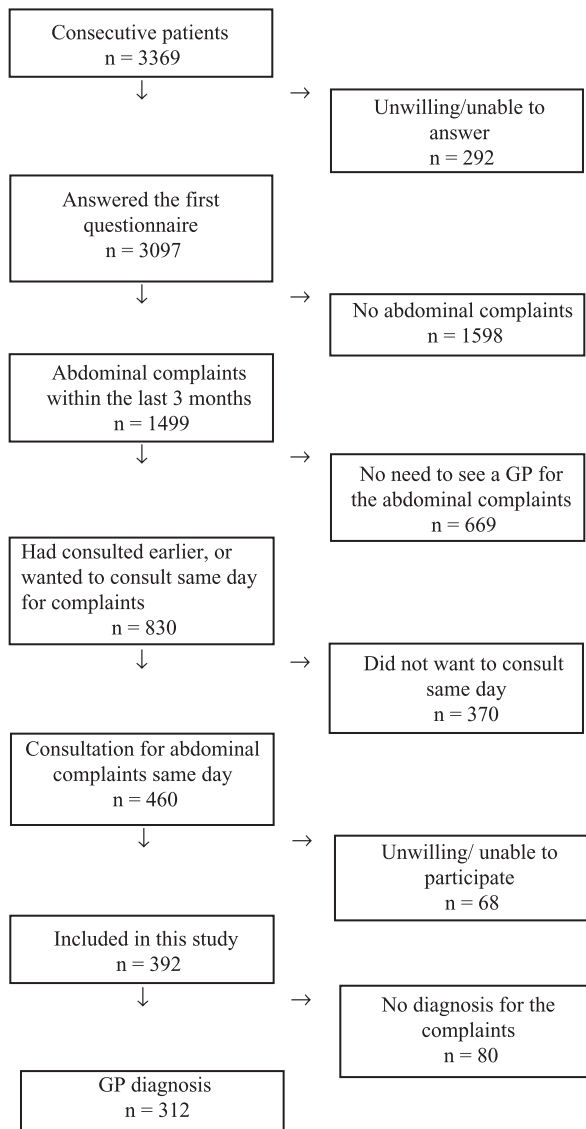 Consecutive patients
n = 3369
↓
→
Unwilling/unable to
answer
n = 292
Answered the first
questionnaire
n = 3097
↓
→
No abdominal complaints
n = 1598
Abdominal complaints
within the last 3 months
n = 1499
↓
→
No need to see a GP for
the abdominal complaints
n = 669
Had consulted earlier, or
wanted to consult same day
for complaints
n = 830
↓
→
Did not want to consult
same day
n = 370
Consultation for abdominal
complaints same day
n = 460
↓
→
Unwilling/ unable to
participate
n = 68
Included in this study
n = 392
↓
→
No diagnosis for the
complaints
n = 80
GP diagnosis
n = 312